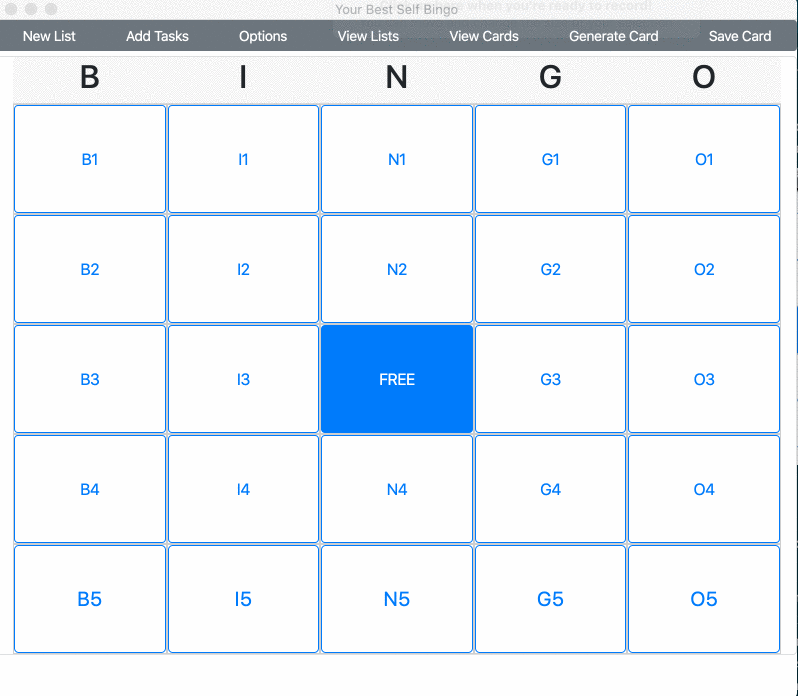 Your Best Self Bingo
when you're ready to record!
New List Add Tasks Options View Lists View Cards Generate Card Save Card
B I N G O
B1 I1 N1 G1 O1
B2 I2 N2 G2 O2
B3 I3 FREE G3 O3
B4 I4 N4 G4 O4
B5 I5 N5 G5 O5